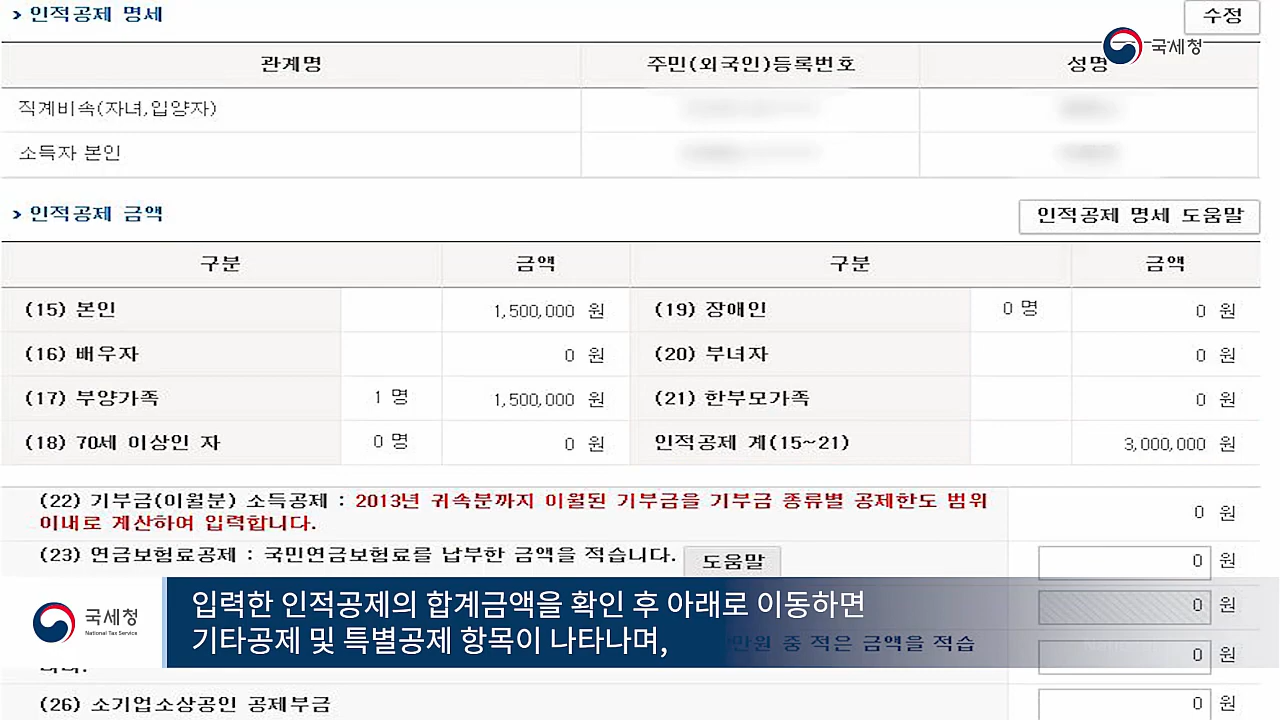 › 인적공제 명세
수정
국세청
관계명 주민(외국인)등록번호 성명
직계비속(자녀,입양자)
소득자 본인
› 인적공제 금액
인적공제 명세 도움말
구분 금액 구분 금액
(15) 본인 1,500,000 원 (19) 장애인 0 명 0 원
(16) 배우자 0 원 (20) 부녀자 0 원
(17) 부양가족 1 명 1,500,000 원 (21) 한부모가족 0 원
(18) 70세 이상인 자 0 명 0 원 인적공제 계(15~21) 3,000,000 원
(22) 기부금(이월분) 소득공제 : 2013년 귀속분까지 이월된 기부금을 기부금 종류별 공제한도 범위
이내로 계산하여 입력합니다. 0 원
(23) 연금보험료공제 : 국민연금보험료를 납부한 금액을 적습니다. 도움말 0 원
0 원
국세청
National Tax Service
입력한 인적공제의 합계금액을 확인 후 아래로 이동하면
기타공제 및 특별공제 항목이 나타나며,
만원 중 적은 금액을 적습
0 원
(26) 소기업소상공인 공제부금 0 원